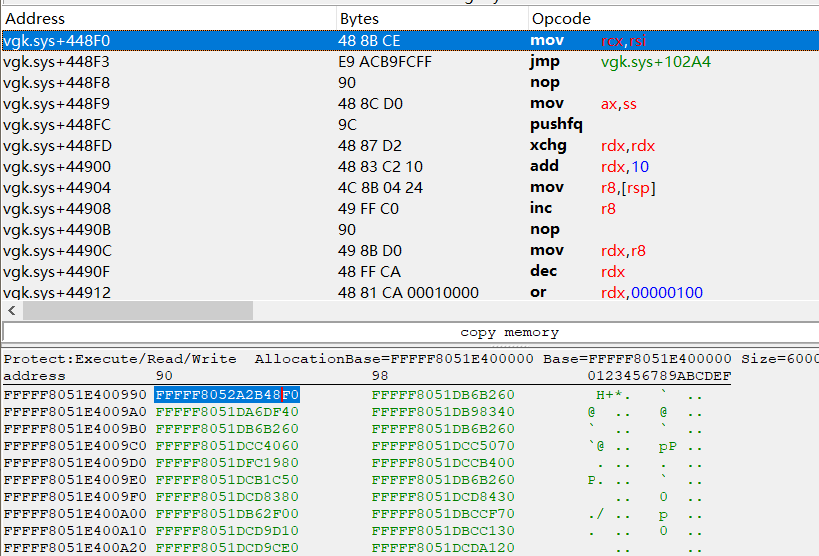 Address Bytes Opcode
vgk.sys+448F0 48 8B CE mov rcx,rsi
vgk.sys+448F3 E9 ACB9FCFF jmp vgk.sys+102A4
vgk.sys+448F8 90 nop
vgk.sys+448F9 48 8C D0 mov ax,ss
vgk.sys+448FC 9C pushfq
vgk.sys+448FD 48 87 D2 xchg rdx,rdx
vgk.sys+44900 48 83 C2 10 add rdx,10
vgk.sys+44904 4C 8B 04 24 mov r8,[rsp]
vgk.sys+44908 49 FF C0 inc r8
vgk.sys+4490B 90 nop
vgk.sys+4490C 49 8B D0 mov rdx,r8
vgk.sys+4490F 48 FF CA dec rdx
vgk.sys+44912 48 81 CA 00010000 or rdx,00000100
copy memory
Protect:Execute/Read/Write AllocationBase=FFFFF8051E400000 Base=FFFFF8051E400000 Size=6000
address 90 98 0123456789ABCDEF
FFFFF8051E400990 FFFFF8052A2B48F0 FFFFF8051DB6B260 H+*. ` ..
FFFFF8051E4009A0 FFFFF8051DA6DF40 FFFFF8051DB98340 @ .. @ ..
FFFFF8051E4009B0 FFFFF8051DB6B260 FFFFF8051DB6B260 ` .. ` ..
FFFFF8051E4009C0 FFFFF8051DCC4060 FFFFF8051DCC5070 `@ .. pP ..
FFFFF8051E4009D0 FFFFF8051DFC1980 FFFFF8051DCCB400 . .. . ..
FFFFF8051E4009E0 FFFFF8051DCB1C50 FFFFF8051DB6B260 P. .. ` ..
FFFFF8051E4009F0 FFFFF8051DCD8380 FFFFF8051DCD8430 .. 0 ..
FFFFF8051E400A00 FFFFF8051DB62F00 FFFFF8051DBCCF70 ./ .. p ..
FFFFF8051E400A10 FFFFF8051DCD9D10 FFFFF8051DBCC130 . .. 0 ..
FFFFF8051E400A20 FFFFF8051DCD9CE0 FFFFF8051DCDA120 .. ..